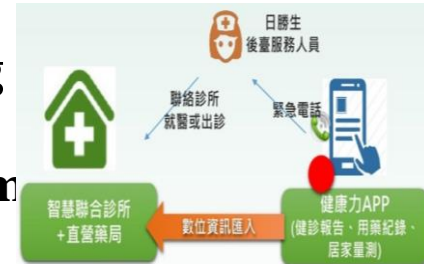 日勝生
後臺服務人員
聯絡診所
就醫或出診
緊急電話
智慧聯合診所
+直營藥局
數位資訊匯入
健康力APP
(健診報告、用藥紀錄、
居家量測)